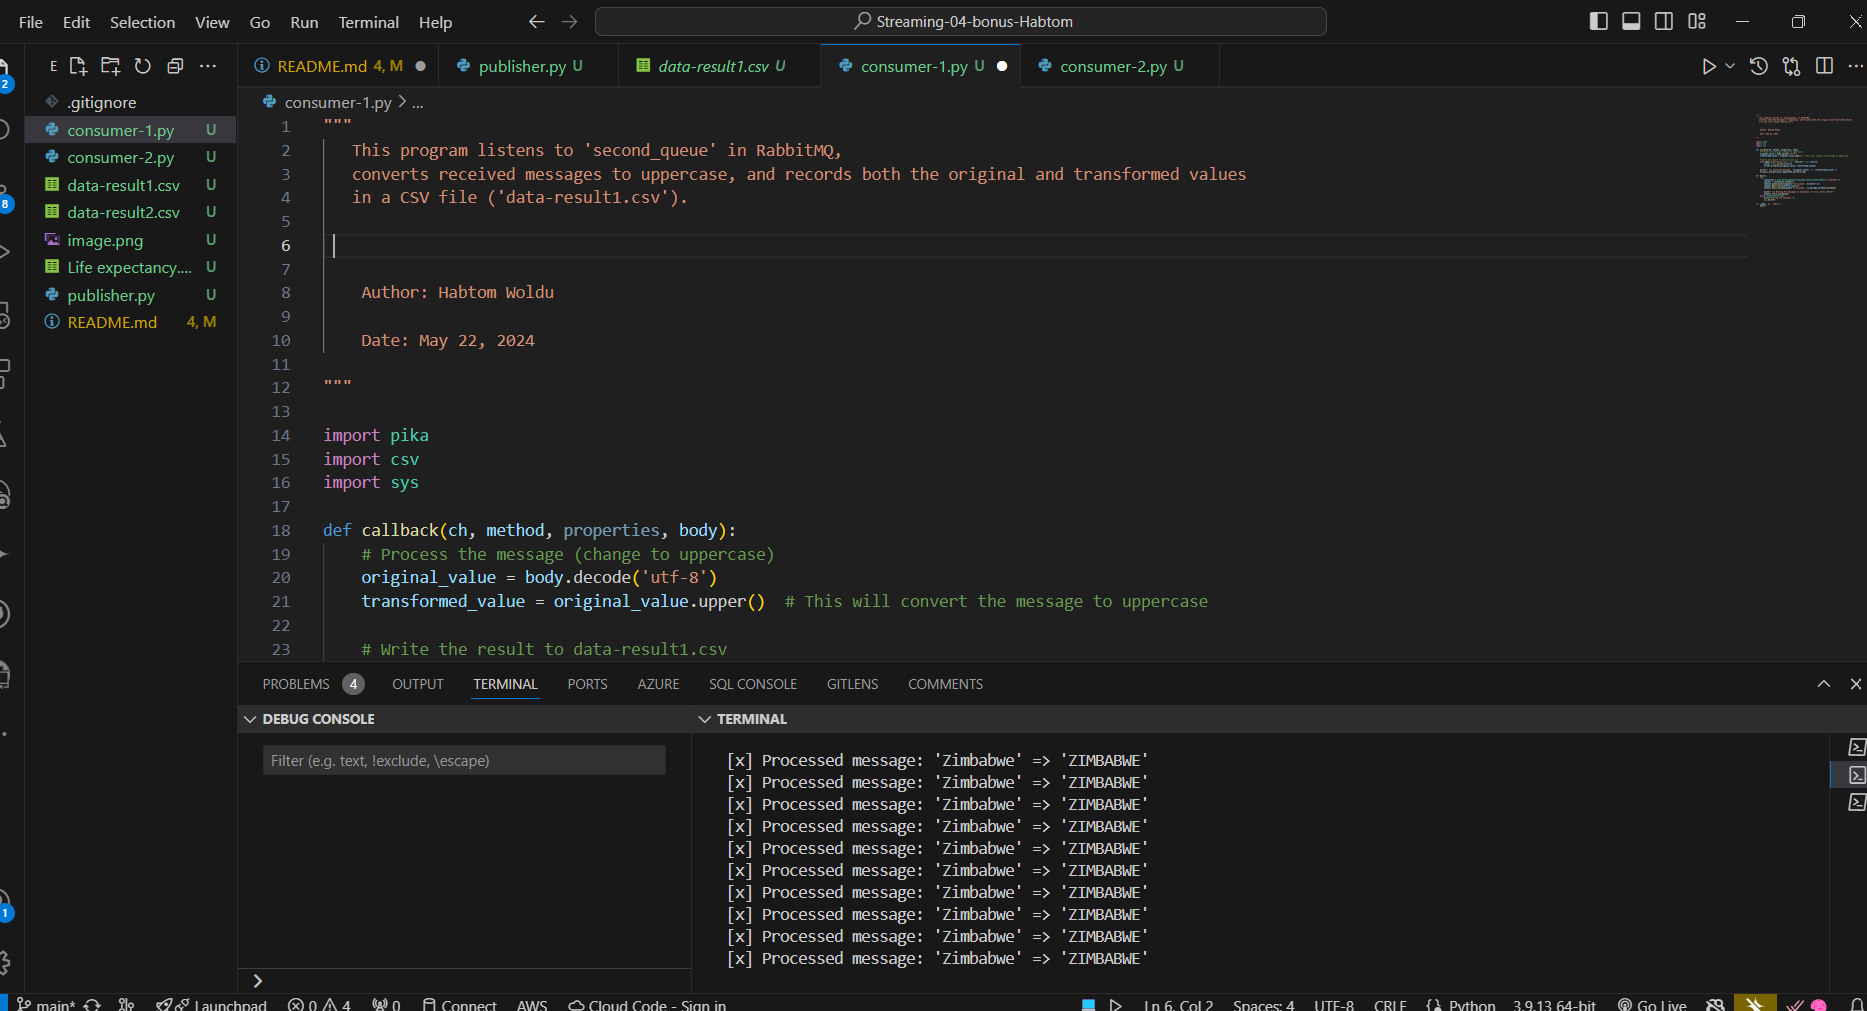 File Edit Selection View Go Run Terminal Help
Streaming-04-bonus-Habtom
E
README.md 4, M
publisher.py U
data-result1.csv U
consumer-1.py U
consumer-2.py U
.gitignore
consumer-1.py U
consumer-2.py U
data-result1.csv U
data-result2.csv U
image.png U
Life expectancy.... U
publisher.py U
README.md 4, M
2
8
1
consumer-1.py > ...
1 """
2 This program listens to 'second_queue' in RabbitMQ,
3 converts received messages to uppercase, and records both the original and transformed values
4 in a CSV file ('data-result1.csv').
5
6
7
8 Author: Habtom Woldu
9
10 Date: May 22, 2024
11
12 """
13
14 import pika
15 import csv
16 import sys
17
18 def callback(ch, method, properties, body):
19 # Process the message (change to uppercase)
20 original_value = body.decode('utf-8')
21 transformed_value = original_value.upper() # This will convert the message to uppercase
22
23 # Write the result to data-result1.csv
PROBLEMS 4 OUTPUT TERMINAL PORTS AZURE SQL CONSOLE GITLENS COMMENTS
DEBUG CONSOLE
Filter (e.g. text, !exclude, \escape)
TERMINAL
[x] Processed message: 'Zimbabwe' => 'ZIMBABWE'
[x] Processed message: 'Zimbabwe' => 'ZIMBABWE'
[x] Processed message: 'Zimbabwe' => 'ZIMBABWE'
[x] Processed message: 'Zimbabwe' => 'ZIMBABWE'
[x] Processed message: 'Zimbabwe' => 'ZIMBABWE'
[x] Processed message: 'Zimbabwe' => 'ZIMBABWE'
[x] Processed message: 'Zimbabwe' => 'ZIMBABWE'
[x] Processed message: 'Zimbabwe' => 'ZIMBABWE'
[x] Processed message: 'Zimbabwe' => 'ZIMBABWE'
[x] Processed message: 'Zimbabwe' => 'ZIMBABWE'
main* Launchpad 0 4 0 Connect AWS Cloud Code - Sign in Ln 6, Col 2 Spaces: 4 UTF-8 CRLF {} Python 3.9.13 64-bit Go Live